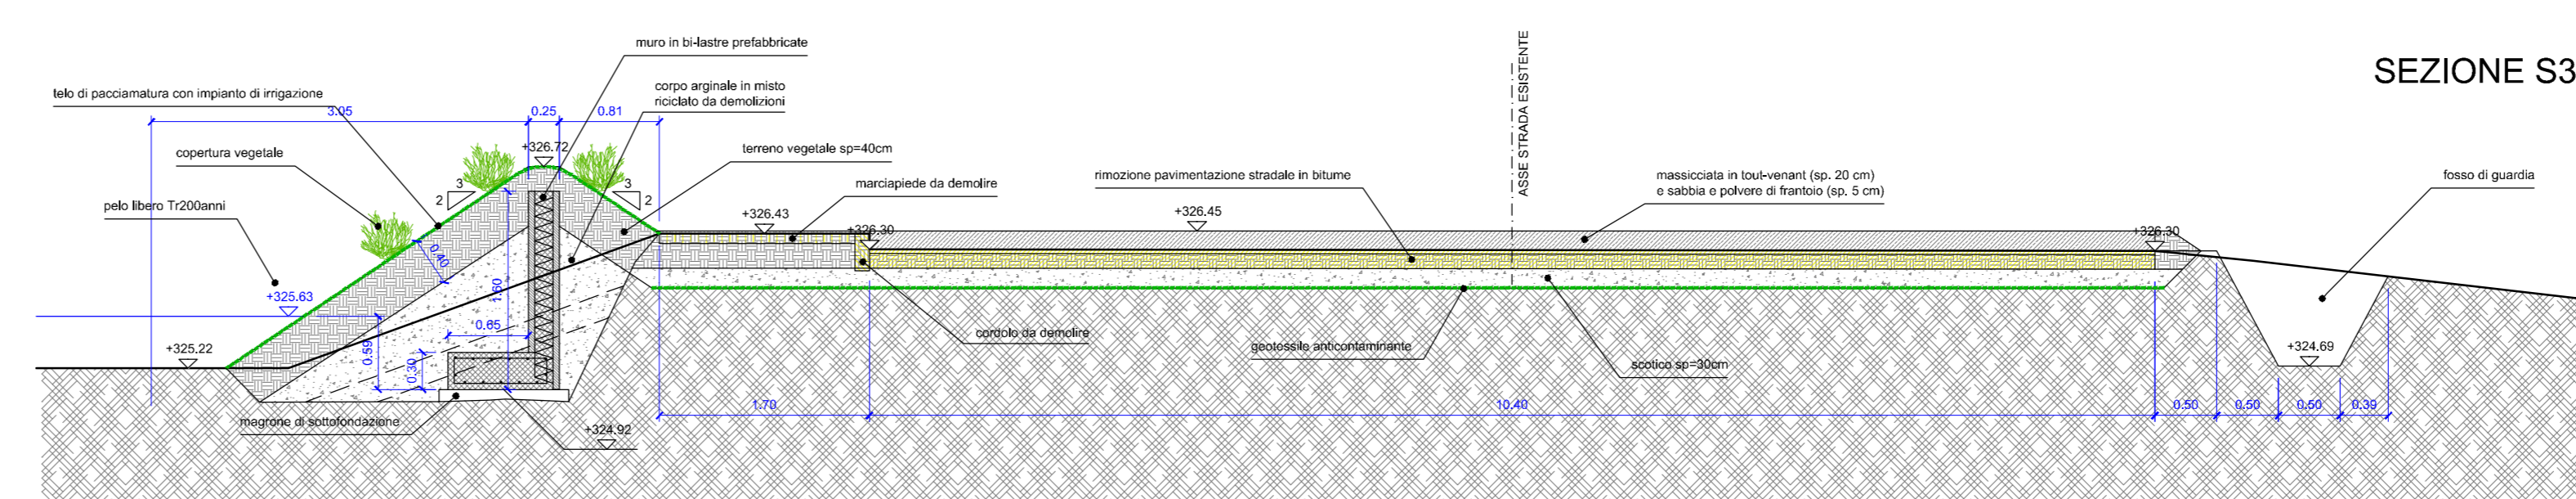 muro in bi-lastre prefabbricate
ASSE STRADA ESISTENTE
SEZIONE S3
telo di pacciamatura con impianto di irrigazione
corpo arginale in misto
riciclato da demolizioni
3.05
0.25
0.81
copertura vegetale
+326.72
terreno vegetale sp=40cm
rimozione pavimentazione stradale in bitume
massicciata in tout-venant (sp. 20 cm)
e sabbia e polvere di frantoio (sp. 5 cm)
fosso di guardia
marciapiede da demolire
3
2
3
2
pelo libero Tr200anni
+326.43
+326.45
+326.30
+326.30
0.40
+325.63
1.60
0.65
+325.22
0.59
0.30
cordolo da demolire
geotessile anticontaminante
scotico sp=30cm
+324.69
1.70
10.40
0.50
0.50
0.50
0.39
magrone di sottofondazione
+324.92